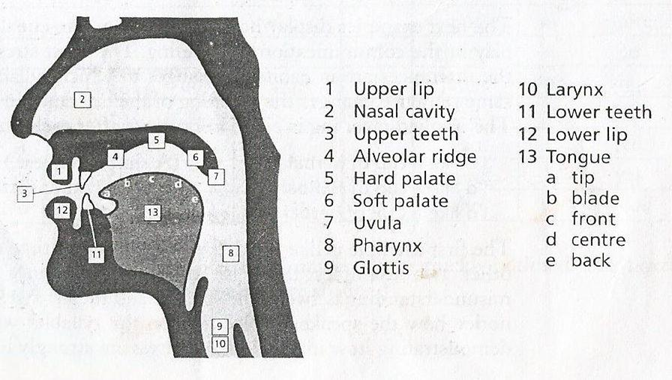 2
5
4
6
1
7
3
a b c d e
12
13
11
8
9
10
1 Upper lip
2 Nasal cavity
3 Upper teeth
4 Alveolar ridge
5 Hard palate
6 Soft palate
7 Uvula
8 Pharynx
9 Glottis
10 Larynx
11 Lower teeth
12 Lower lip
13 Tongue
a tip
b blade
c front
d centre
e back